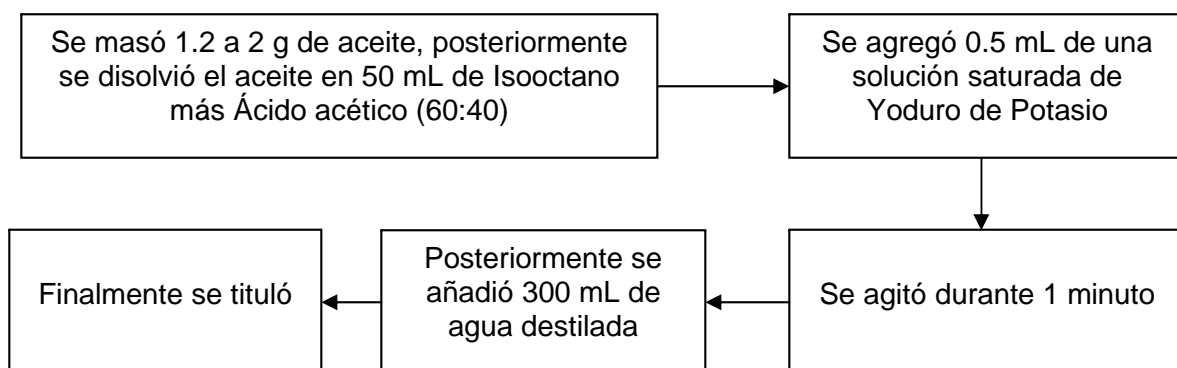 Se masó 1.2 a 2 g de aceite, posteriormente
se disolvió el aceite en 50 mL de Isooctano
más Ácido acético (60:40)
Se agregó 0.5 mL de una
solución saturada de
Yoduro de Potasio
Se agitó durante 1 minuto
Posteriormente se
añadió 300 mL de
agua destilada
Finalmente se tituló